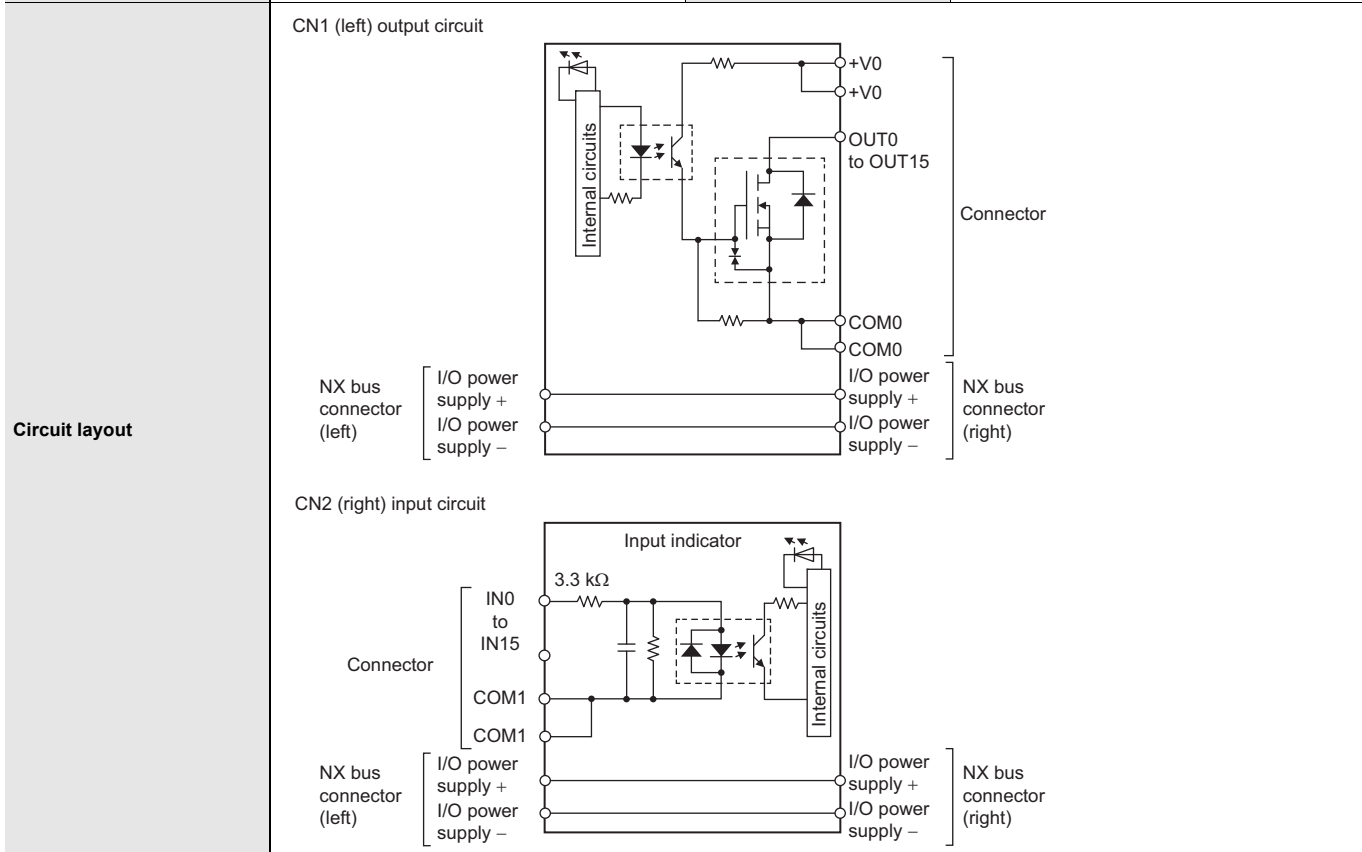 Circuit layout
CN1 (left) output circuit
Internal circuits
+V0
+V0
OUT0
to OUT15
Connector
COM0
COM0
NX bus
connector
(left)
I/O power
supply +
I/O power
supply −
I/O power
supply +
I/O power
supply −
NX bus
connector
(right)
CN2 (right) input circuit
Input indicator
3.3 kΩ
IN0
to
IN15
Connector
COM1
COM1
Internal circuits
NX bus
connector
(left)
I/O power
supply +
I/O power
supply −
I/O power
supply +
I/O power
supply −
NX bus
connector
(right)